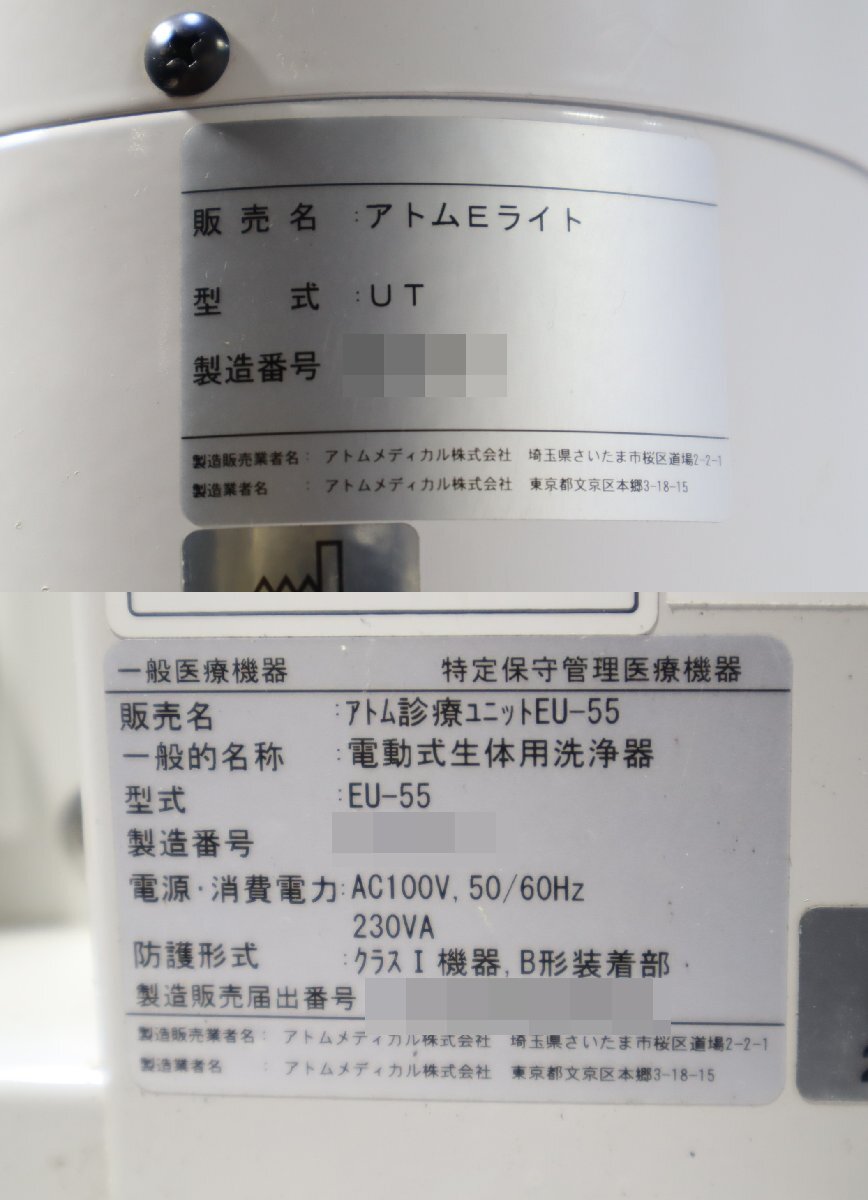 販売名 :アトムEライト
型式 :UT
製造番号
製造販売業者名: アトムメディカル株式会社 埼玉県さいたま市桜区道場2-2-1
製造業者名 : アトムメディカル株式会社 東京都文京区本郷3-18-15
一般医療機器 特定保守管理医療機器
販売名 :ｱﾄﾑ診療ﾕﾆｯﾄEU-55
一般的名称 :電動式生体用洗浄器
型式 :EU-55
製造番号
電源・消費電力:AC100V,50/60Hz
230VA
防護形式 :ｸﾗｽⅠ機器,B形装着部
製造販売届出番号
製造販売業者名: アトムメディカル株式会社 埼玉県さいたま市桜区道場2-2-1
製造業者名 : アトムメディカル株式会社 東京都文京区本郷3-18-15